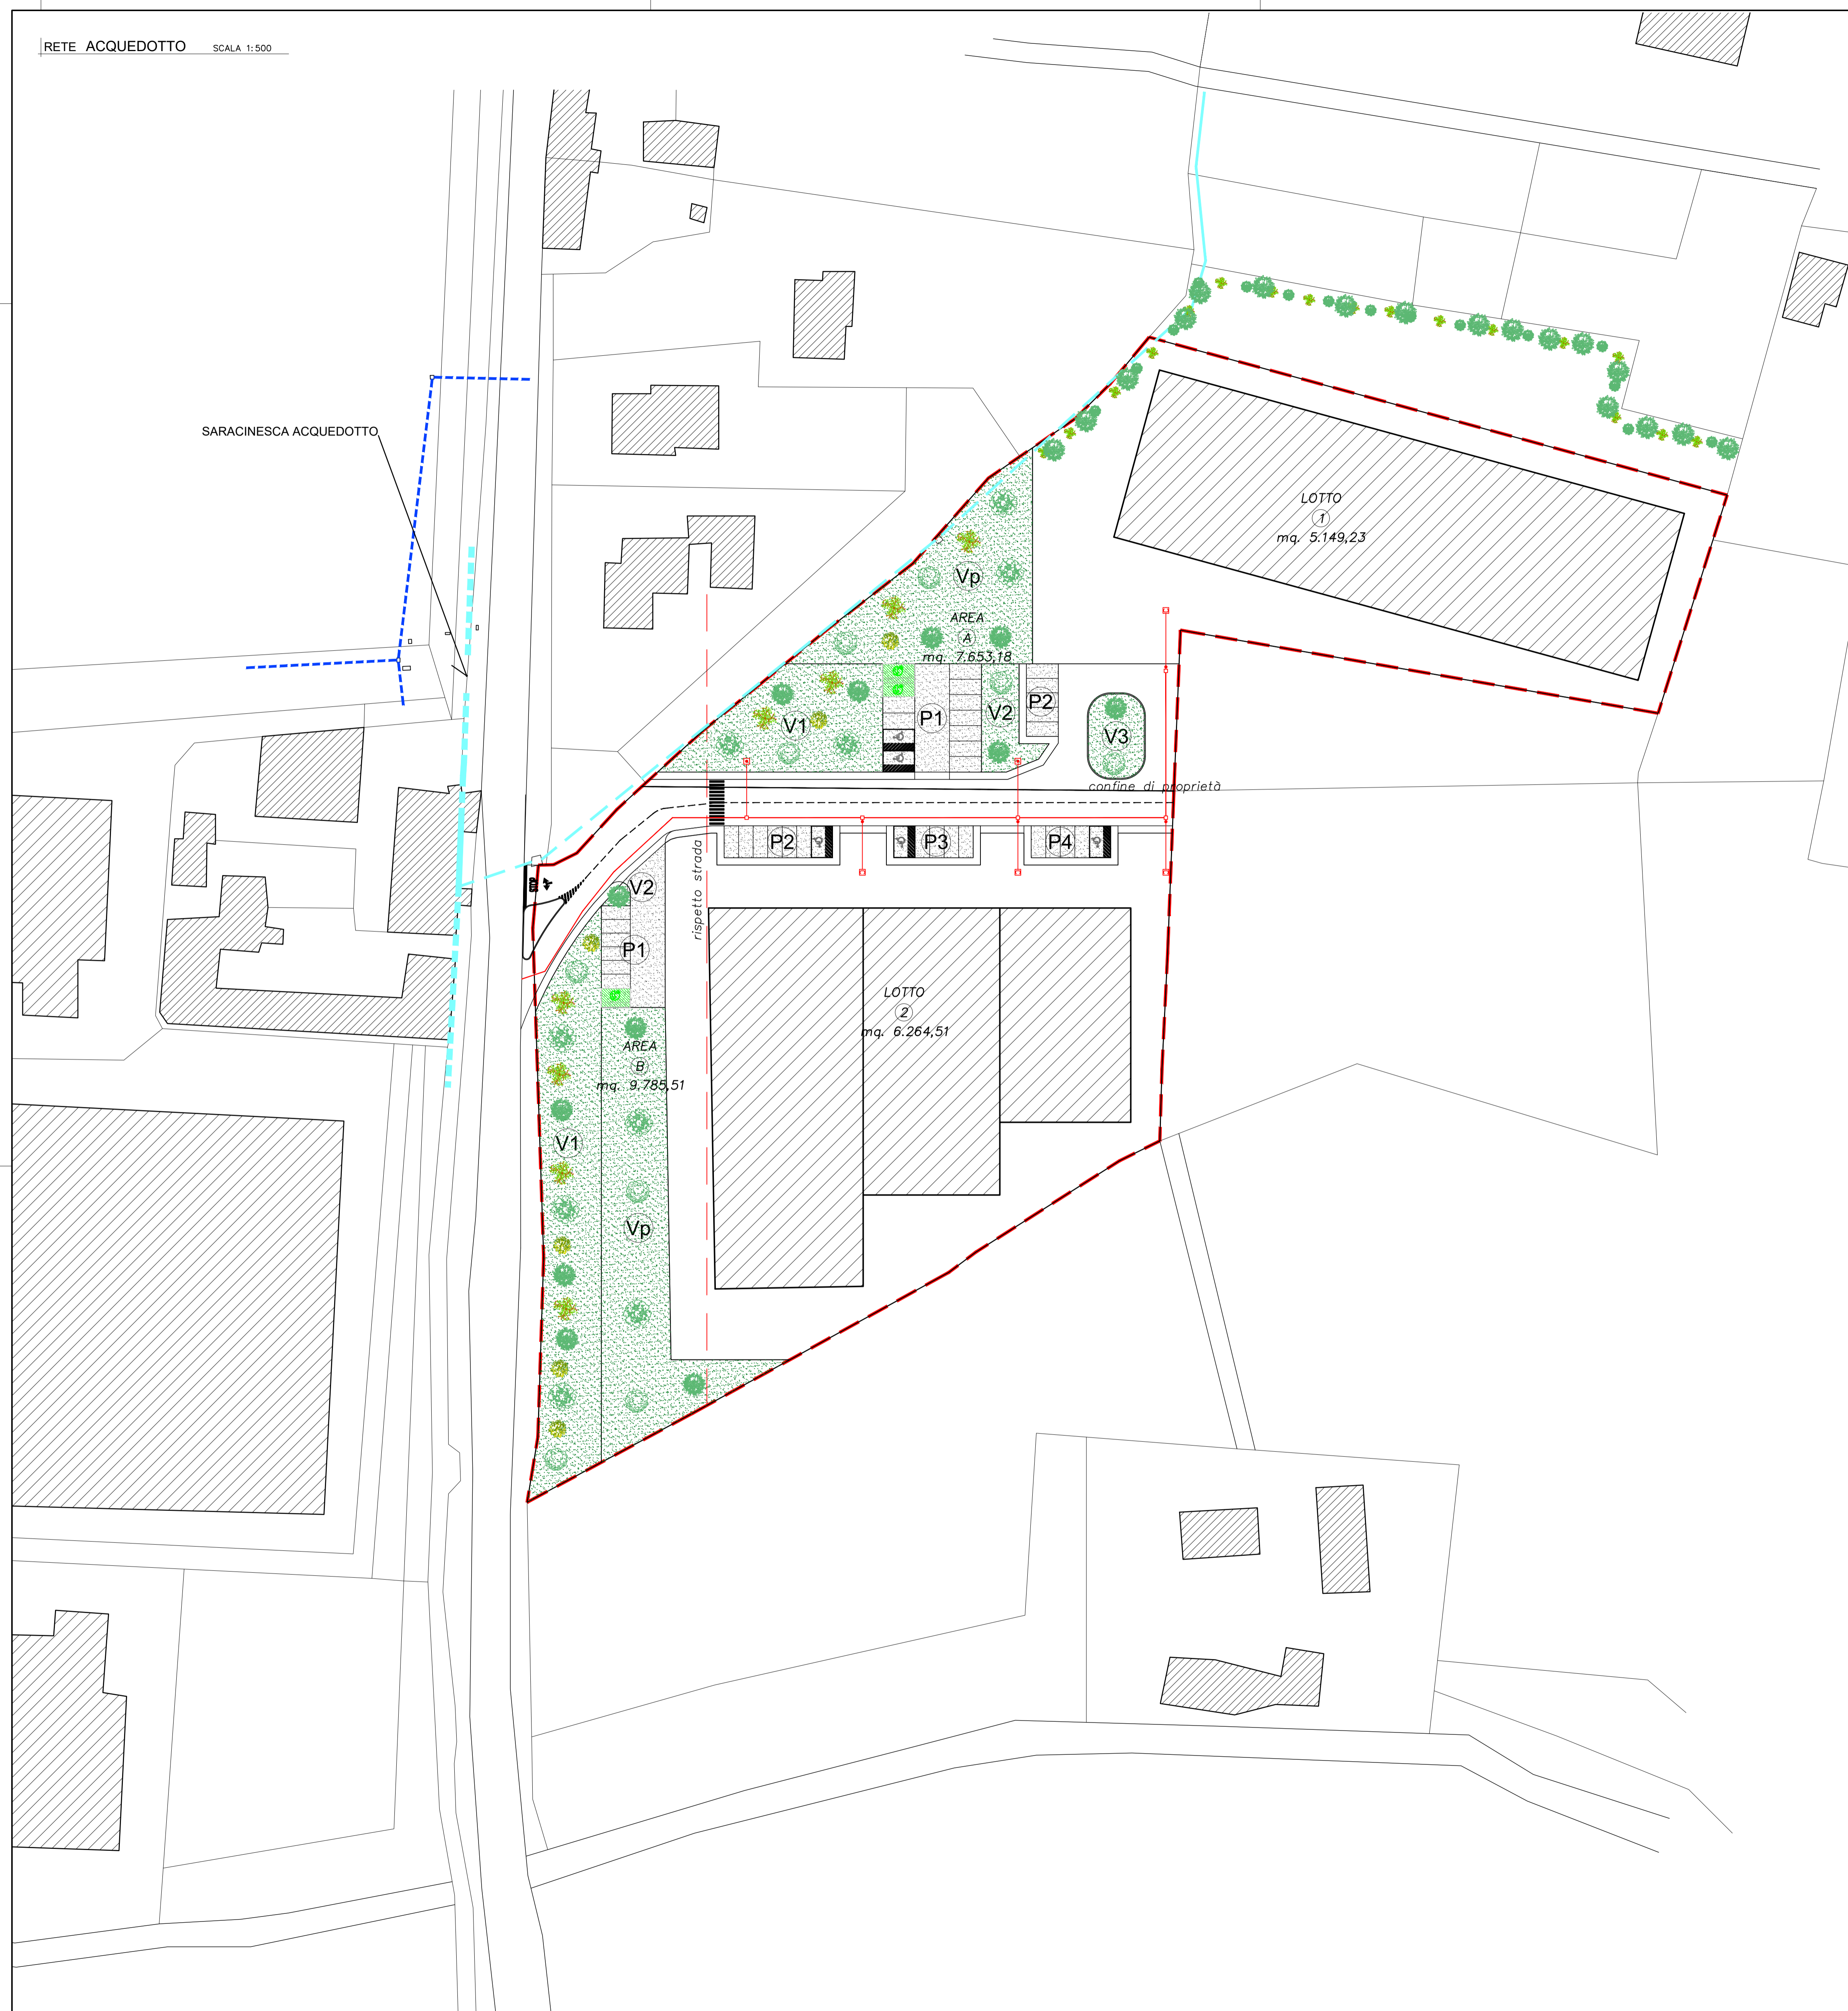 RETE ACQUEDOTTO SCALA 1:500
SARACINESCA ACQUEDOTTO
LOTTO
1
mq. 5.149,23
Vp
AREA
A
mq. 7.653,18
V1
P1
V2
P2
V3
confine di proprietà
P2
P3
P4
STOP
V2
rispetto strada
P1
LOTTO
2
mq. 6.264,51
AREA
B
mq. 9.785,51
V1
Vp